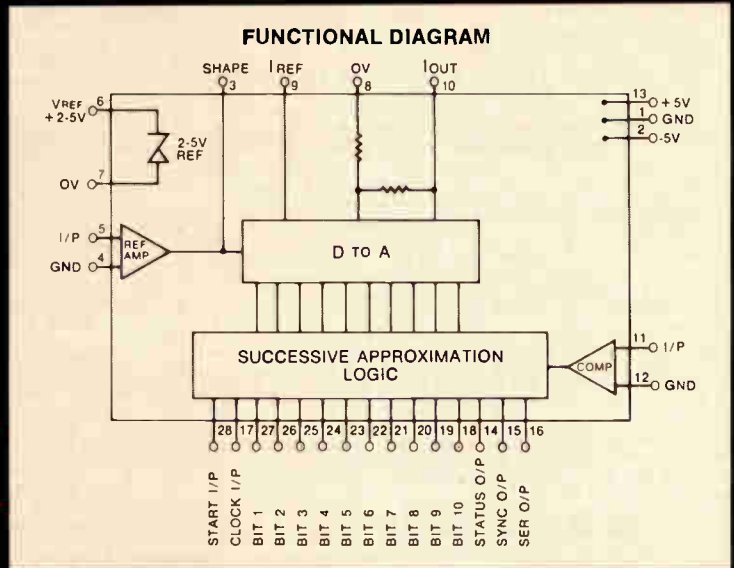 FUNCTIONAL DIAGRAM
SHAPE IREF OV IOUT
3 9 8 10
VREF 6
+2-5V
2-5V
REF
OV 7
13 +5V
1 GND
2 -5V
I/P 5
REF
AMP
GND 4
D TO A
SUCCESSIVE APPROXIMATION
LOGIC
COMP
11 I/P
12 GND
28 17 27 26 25 24 23 22 21 20 19 18 14 15 16
START I/P
CLOCK I/P
BIT 1
BIT 2
BIT 3
BIT 4
BIT 5
BIT 6
BIT 7
BIT 8
BIT 9
BIT 10
STATUS O/P
SYNC O/P
SER O/P